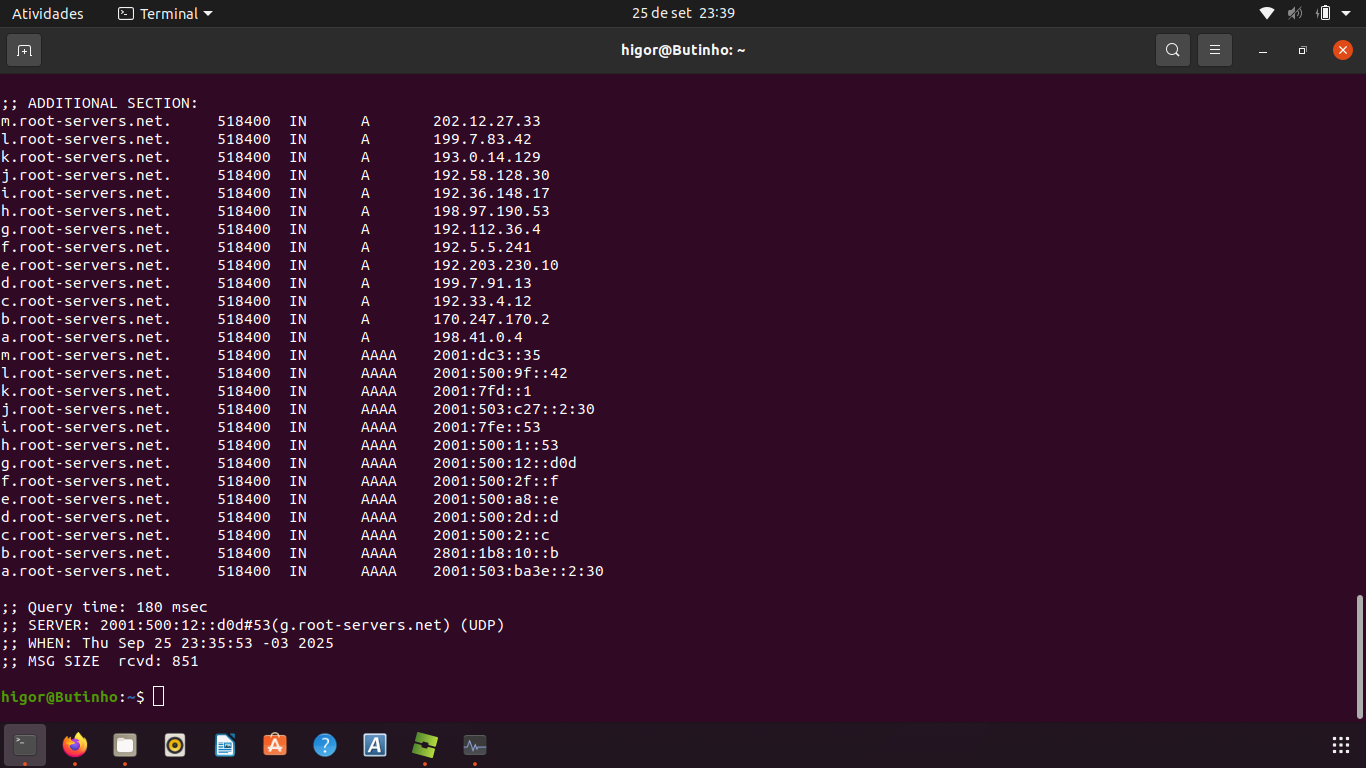 Atividades
Terminal
25 de set 23:39
higor@Butinho: ~
;; ADDITIONAL SECTION:
m.root-servers.net. 518400 IN A 202.12.27.33
l.root-servers.net. 518400 IN A 199.7.83.42
k.root-servers.net. 518400 IN A 193.0.14.129
j.root-servers.net. 518400 IN A 192.58.128.30
i.root-servers.net. 518400 IN A 192.36.148.17
h.root-servers.net. 518400 IN A 198.97.190.53
g.root-servers.net. 518400 IN A 192.112.36.4
f.root-servers.net. 518400 IN A 192.5.5.241
e.root-servers.net. 518400 IN A 192.203.230.10
d.root-servers.net. 518400 IN A 199.7.91.13
c.root-servers.net. 518400 IN A 192.33.4.12
b.root-servers.net. 518400 IN A 170.247.170.2
a.root-servers.net. 518400 IN A 198.41.0.4
m.root-servers.net. 518400 IN AAAA 2001:dc3::35
l.root-servers.net. 518400 IN AAAA 2001:500:9f::42
k.root-servers.net. 518400 IN AAAA 2001:7fd::1
j.root-servers.net. 518400 IN AAAA 2001:503:c27::2:30
i.root-servers.net. 518400 IN AAAA 2001:7fe::53
h.root-servers.net. 518400 IN AAAA 2001:500:1::53
g.root-servers.net. 518400 IN AAAA 2001:500:12::d0d
f.root-servers.net. 518400 IN AAAA 2001:500:2f::f
e.root-servers.net. 518400 IN AAAA 2001:500:a8::e
d.root-servers.net. 518400 IN AAAA 2001:500:2d::d
c.root-servers.net. 518400 IN AAAA 2001:500:2::c
b.root-servers.net. 518400 IN AAAA 2801:1b8:10::b
a.root-servers.net. 518400 IN AAAA 2001:503:ba3e::2:30
;; Query time: 180 msec
;; SERVER: 2001:500:12::d0d#53(g.root-servers.net) (UDP)
;; WHEN: Thu Sep 25 23:35:53 -03 2025
;; MSG SIZE rcvd: 851
higor@Butinho:~$